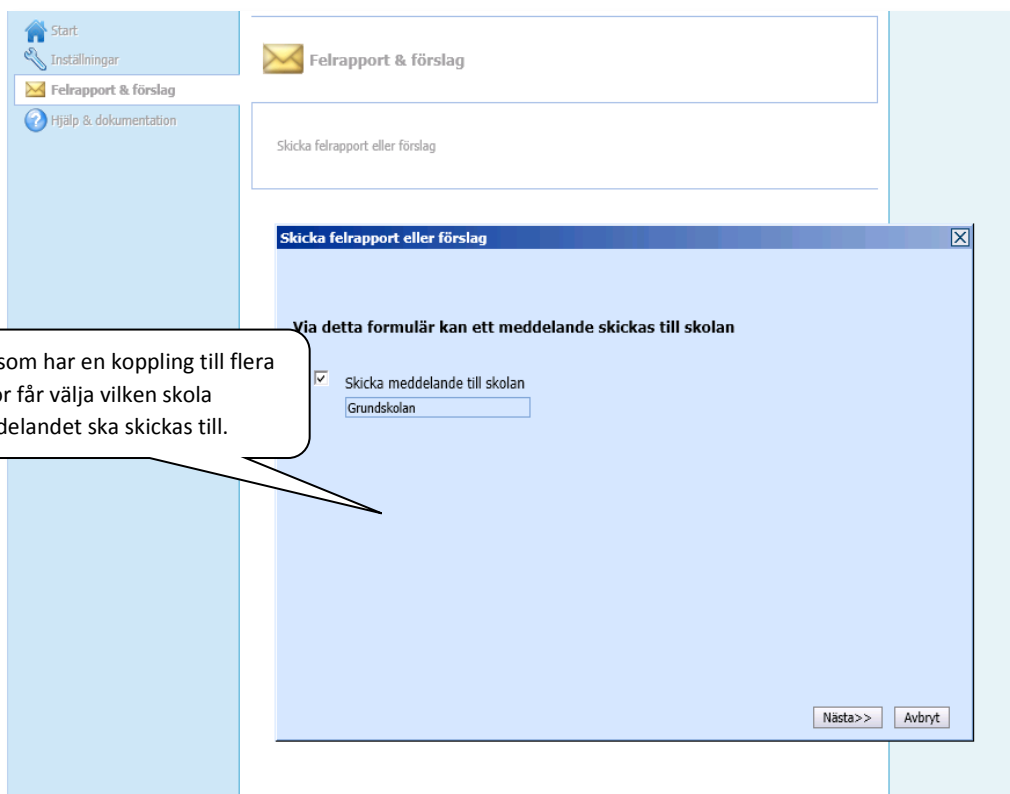 Start
Inställningar
Felrapport & förslag
Hjälp & dokumentation
Felrapport & förslag
Skicka felrapport eller förslag
Skicka felrapport eller förslag
Via detta formulär kan ett meddelande skickas till skolan
som har en koppling till flera
får välja vilken skola
ska skickas till.
Skicka meddelande till skolan
Grundskolan
Nästa>>
Avbryt